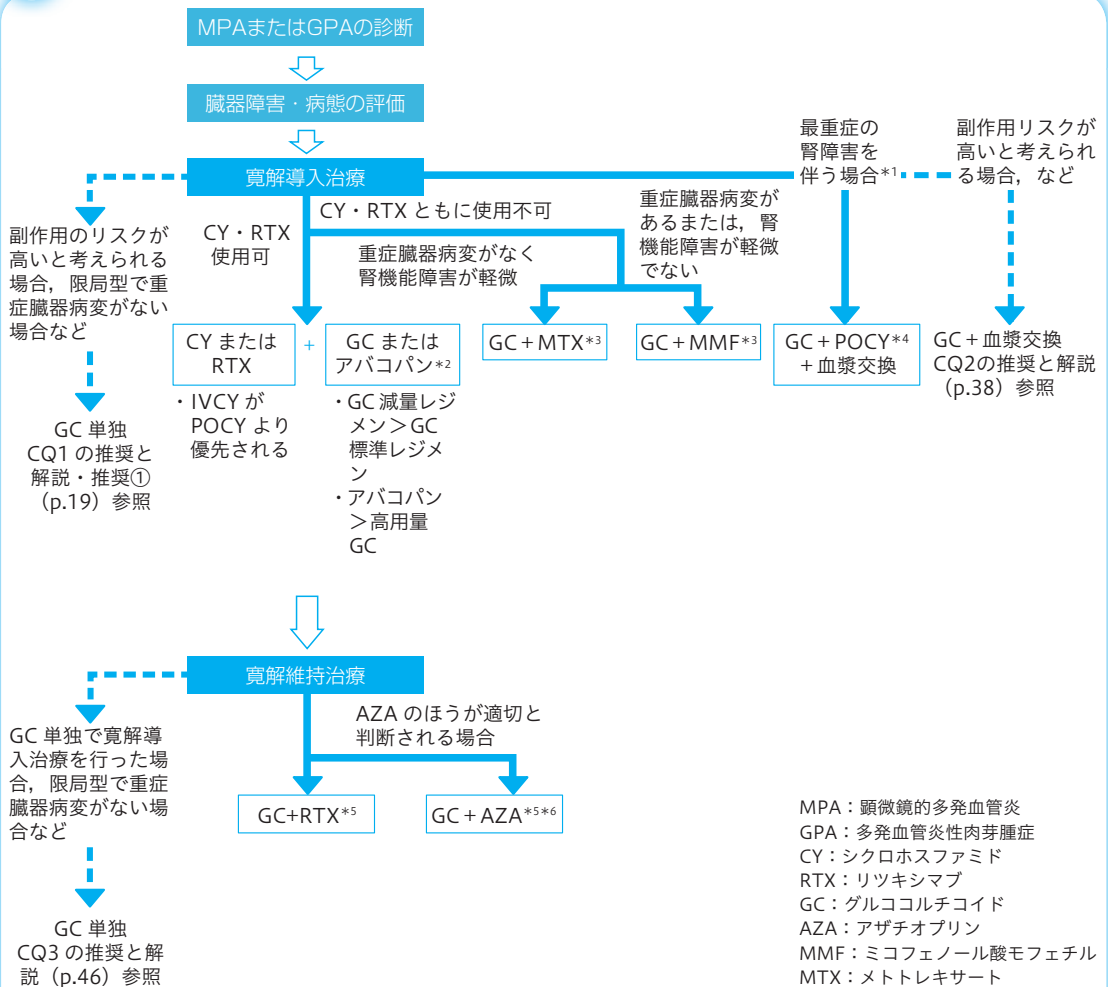 MPAまたはGPAの診断
臓器障害・病態の評価
寛解導入治療
最重症の
腎障害を
伴う場合*1
副作用リスクが
高いと考えられ
る場合，など
副作用のリスクが
高いと考えられる
場合，限局型で重
症臓器病変がない
場合など
CY・RTX
使用可
CY・RTX ともに使用不可
重症臓器病変がなく
腎機能障害が軽微
重症臓器病変が
あるまたは，腎
機能障害が軽微
でない
GC 単独
CQ1 の推奨と
解説・推奨①
（p.19）参照
CY または
RTX
+
GC または
アバコパン*2
・IVCY が
POCY より
優先される
・GC 減量レジ
メン＞GC
標準レジメ
ン
・アバコパン
＞高用量
GC
GC＋MTX*3
GC＋MMF*3
GC＋POCY*4
＋血漿交換
GC＋血漿交換
CQ2の推奨と解説
（p.38）参照
寛解維持治療
GC 単独で寛解導
入治療を行った場
合，限局型で重症
臓器病変がない場
合など
AZA のほうが適切と
判断される場合
GC+RTX*5
GC＋AZA*5*6
GC 単独
CQ3 の推奨と解
説（p.46）参照
MPA：顕微鏡的多発血管炎
GPA：多発血管炎性肉芽腫症
CY：シクロホスファミド
RTX：リツキシマブ
GC：グルココルチコイド
AZA：アザチオプリン
MMF：ミコフェノール酸モフェチル
MTX：メトトレキサート